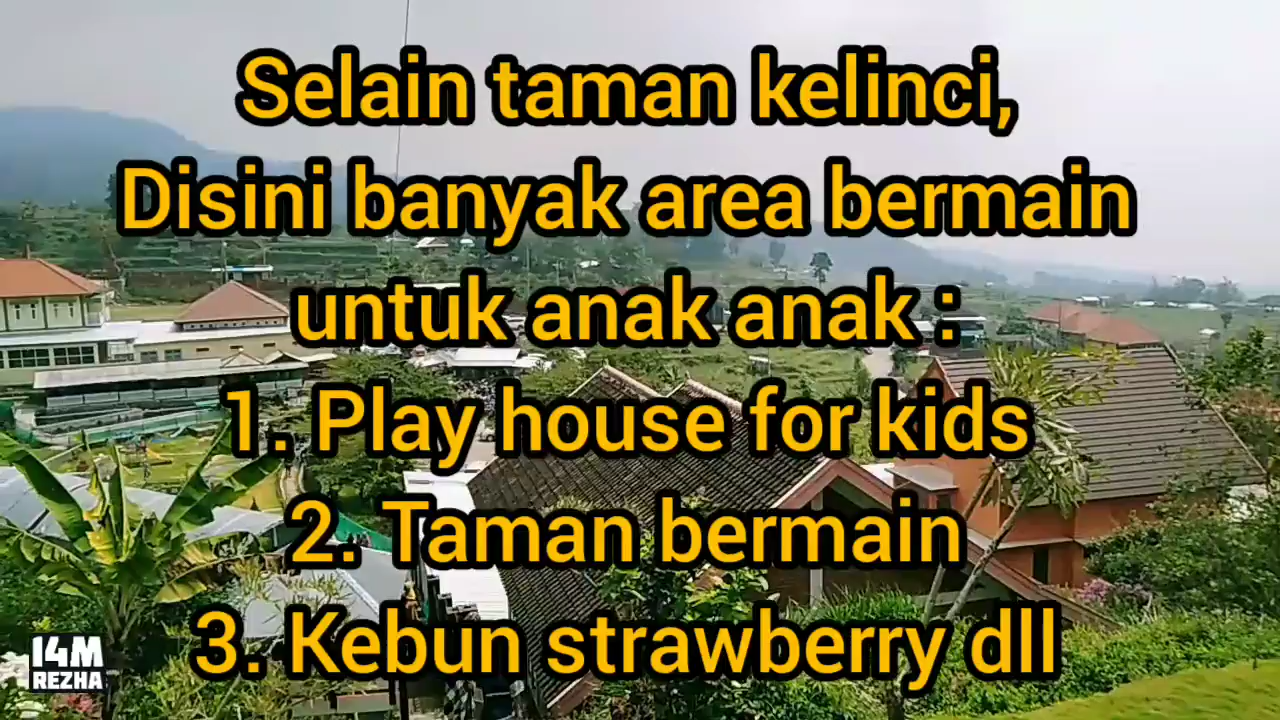 Selain taman kelinci,
Disini banyak area bermain
untuk anak anak :
1. Play house for kids
2. Taman bermain
3. Kebun strawberry dll
I4M
REZHA